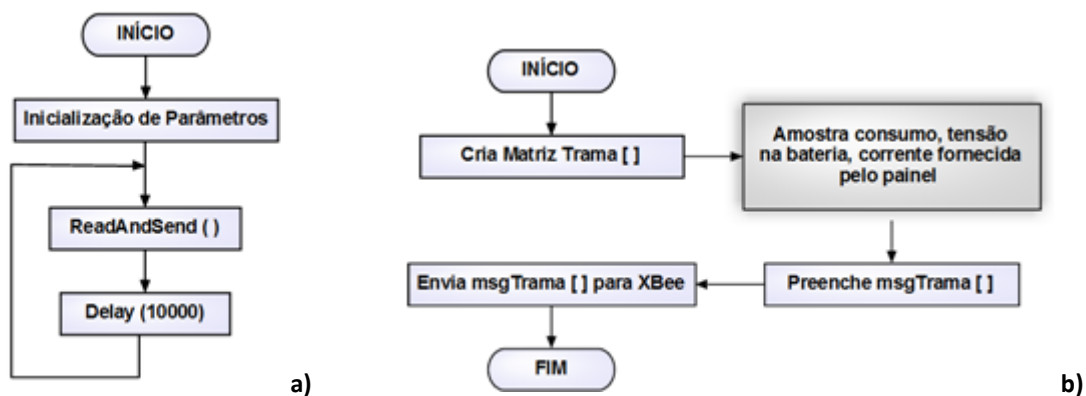 INÍCIO
Inicialização de Parâmetros
ReadAndSend ( )
Delay (10000)
a)
INÍCIO
Cria Matriz Trama [ ]
Amostra consumo, tensão
na bateria, corrente fornecida
pelo painel
Preenche msgTrama [ ]
Envia msgTrama [ ] para XBee
FIM
b)